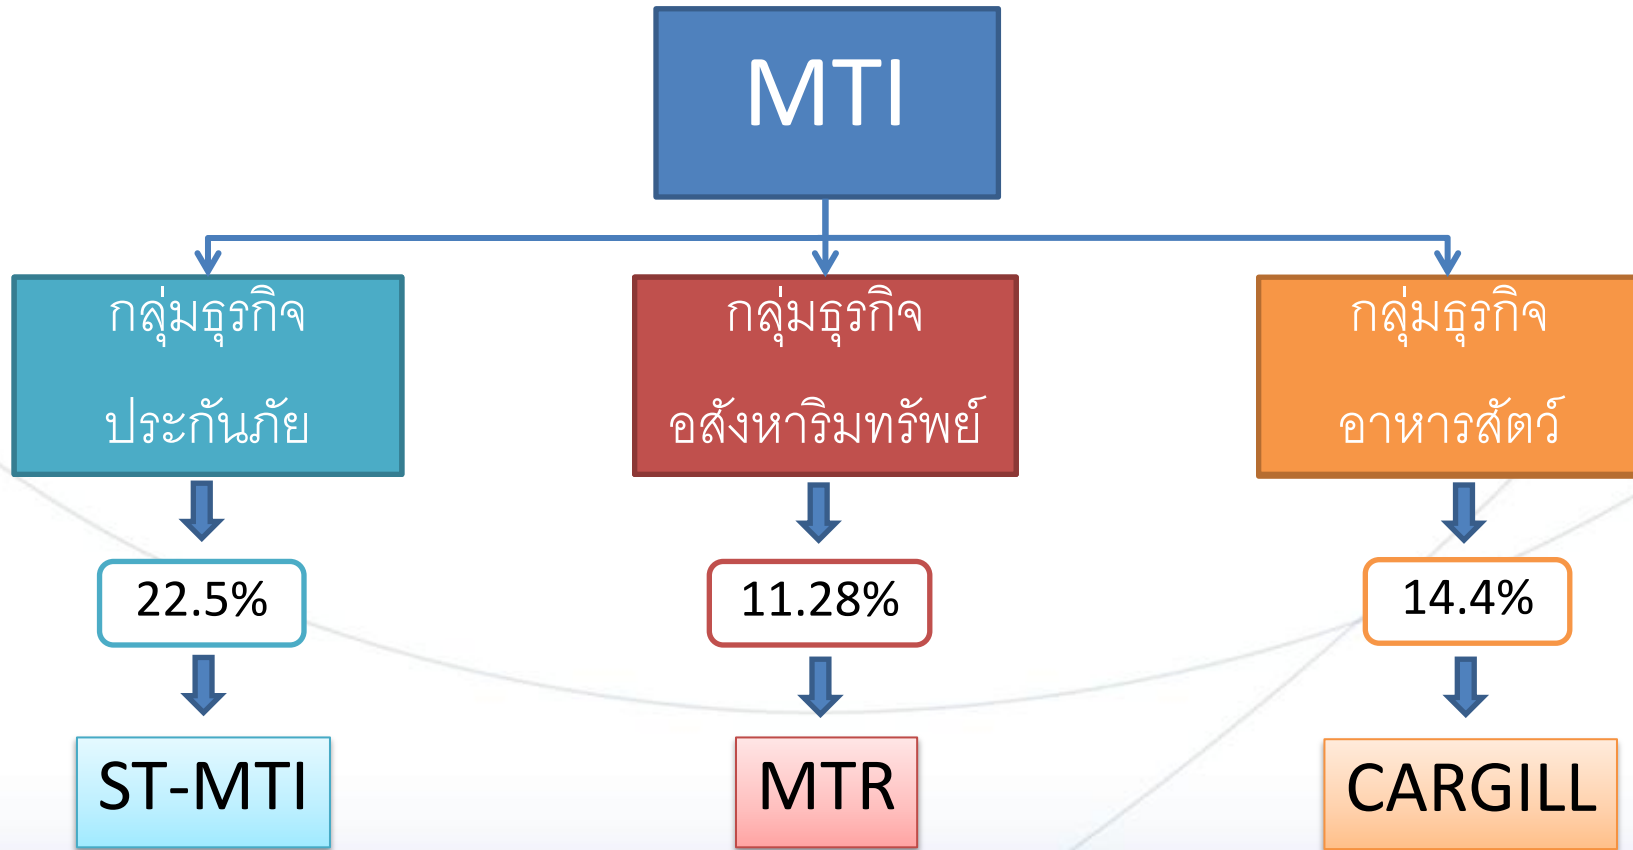 MTI
กลุ่มธุรกิจ
ประกันภัย
กลุ่มธุรกิจ
อสังหาริมทรัพย์
กลุ่มธุรกิจ
อาหารสัตว์
22.5%
11.28%
14.4%
ST-MTI
MTR
CARGILL